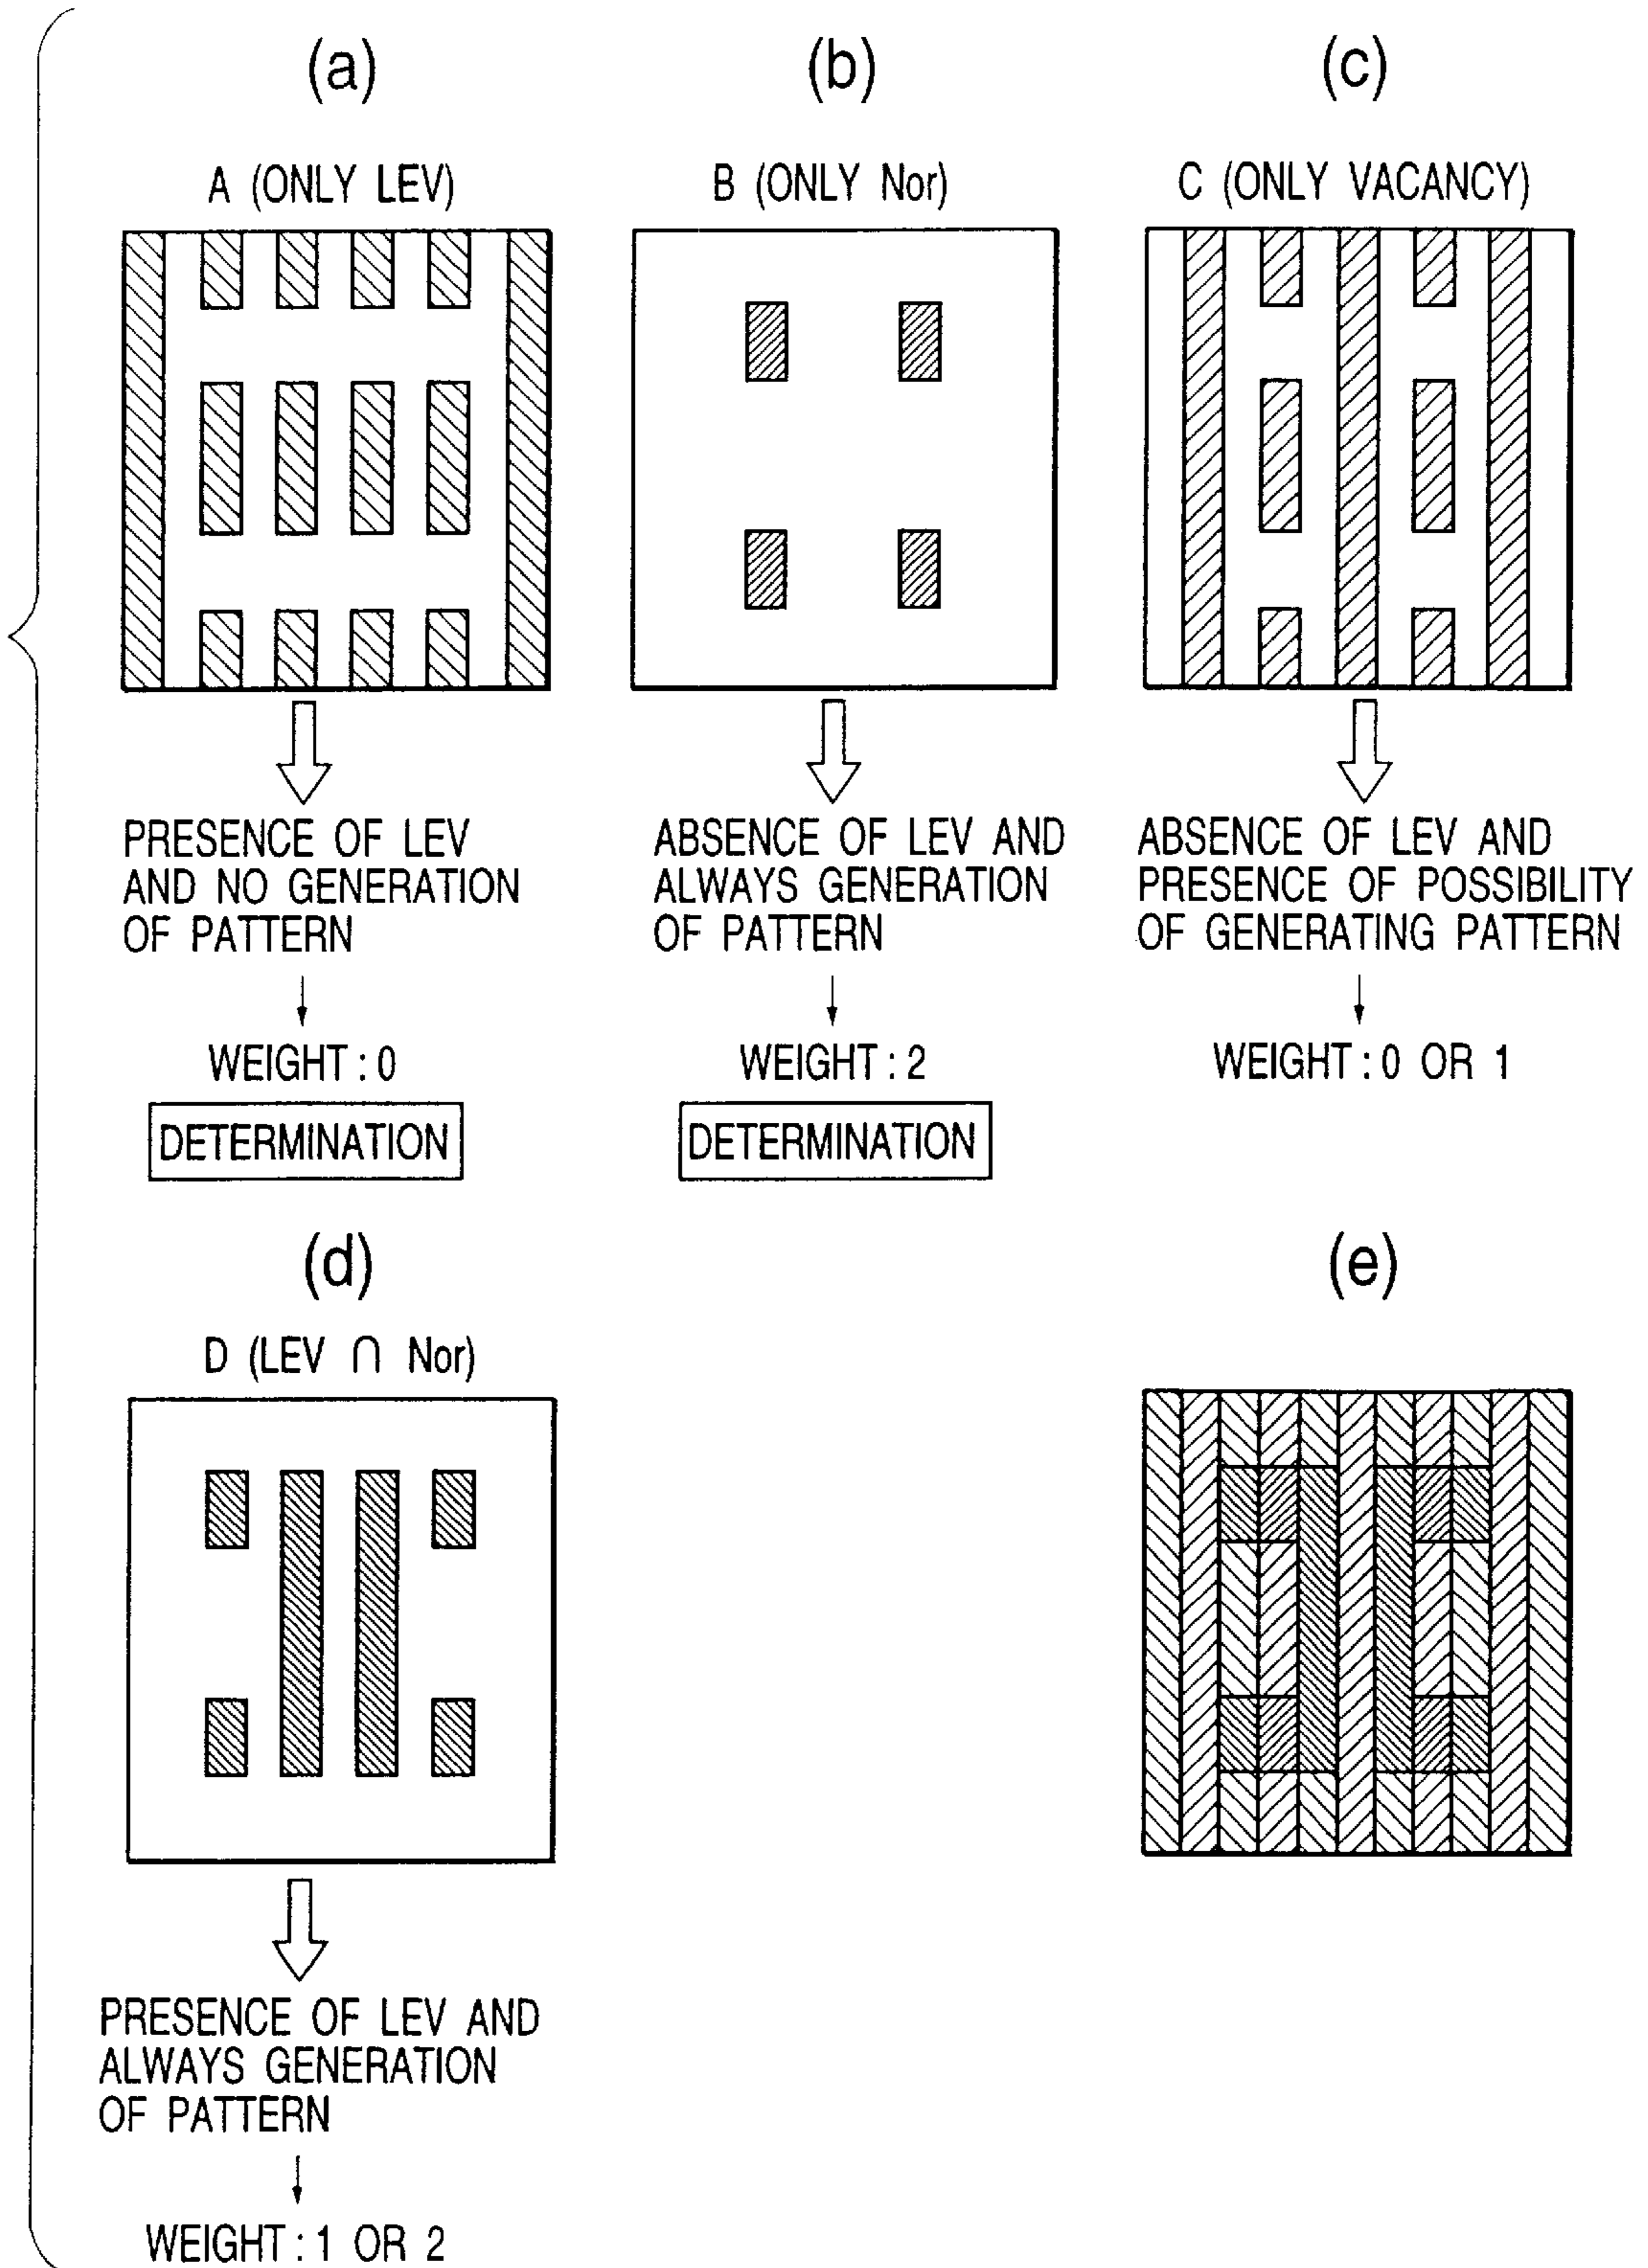 (a)
A (ONLY LEV)
PRESENCE OF LEV
AND NO GENERATION
OF PATTERN
WEIGHT : 0
DETERMINATION
(b)
B (ONLY Nor)
ABSENCE OF LEV AND
ALWAYS GENERATION
OF PATTERN
WEIGHT : 2
DETERMINATION
(c)
C (ONLY VACANCY)
ABSENCE OF LEV AND
PRESENCE OF POSSIBILITY
OF GENERATING PATTERN
WEIGHT : 0 OR 1
(d)
D (LEV ∩ Nor)
PRESENCE OF LEV AND
ALWAYS GENERATION
OF PATTERN
WEIGHT : 1 OR 2
(e)